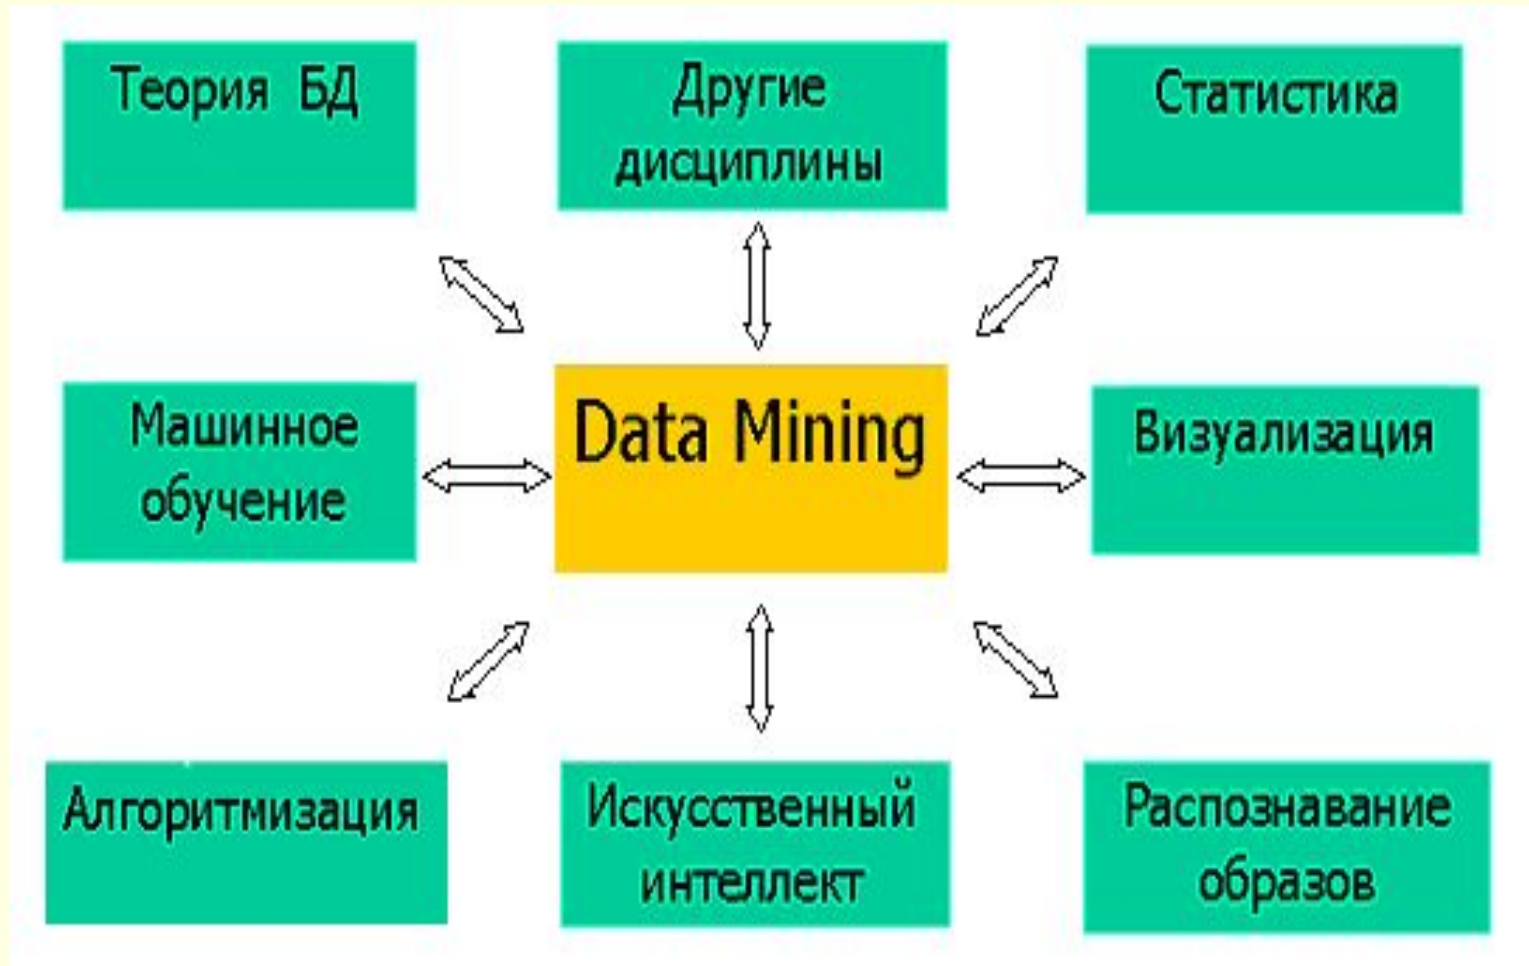 Теория БД
Другие
дисциплины
Статистика
Машинное
обучение
Data Mining
Визуализация
Алгоритмизация
Искусственный
интеллект
Распознавание
образов